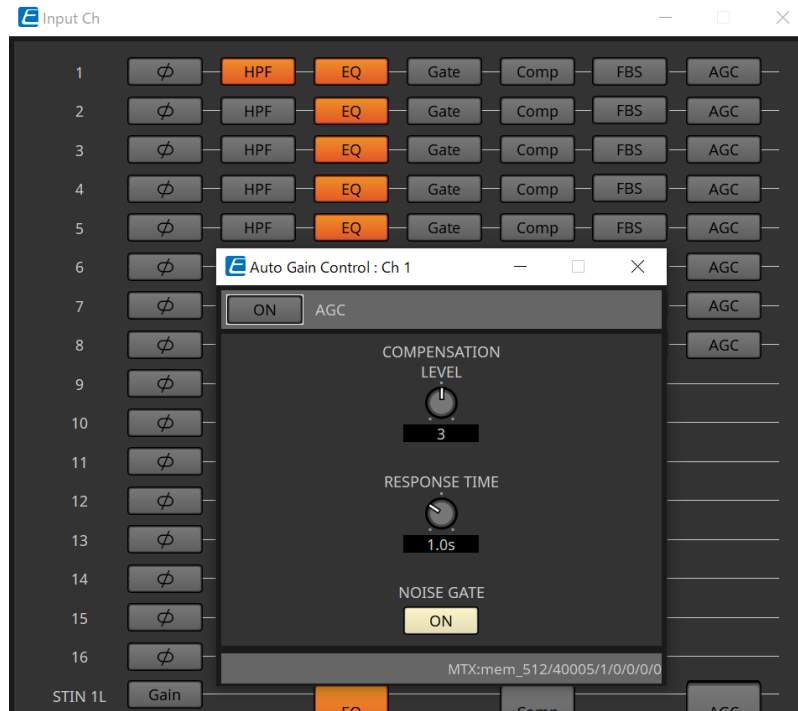 Input Ch
1 HPF EQ Gate Comp FBS AGC
2 HPF EQ Gate Comp FBS AGC
3 HPF EQ Gate Comp FBS AGC
4 HPF EQ Gate Comp FBS AGC
5 HPF EQ Gate Comp FBS AGC
6 Auto Gain Control : Ch 1 AGC
7 ON AGC AGC
8 COMPENSATION AGC
LEVEL
9
10 3
11 RESPONSE TIME
12
13 1.0s
14 NOISE GATE
15 ON
16 MTX:mem_512/40005/1/0/0/0/0
STIN 1L Gain EQ Comp AGC